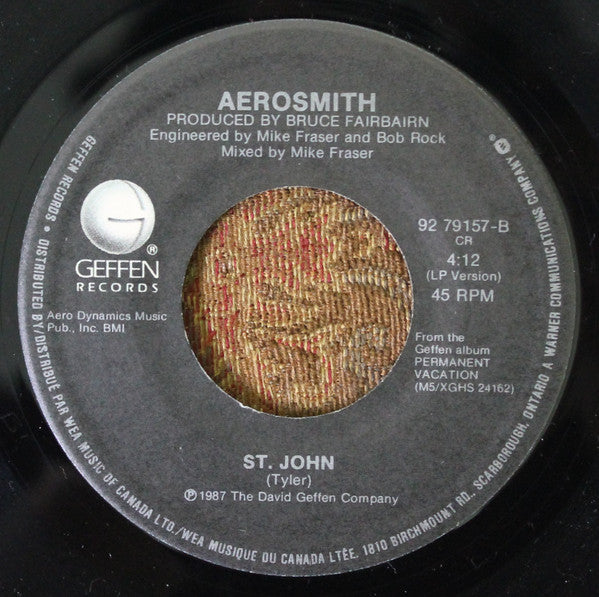 AEROSMITH
PRODUCED BY BRUCE FAIRBAIRN
Engineered by Mike Fraser and Bob Rock
Mixed by Mike Fraser
G
®
GEFFEN
RECORDS
Aero Dynamics Music
Pub., Inc. BMI
92 79157-B
CR
4:12
(LP Version)
45 RPM
From the
Geffen album
PERMANENT
VACATION
(M5/XGHS 24162)
ST. JOHN
(Tyler)
℗1987 The David Geffen Company
GEFFEN RECORDS • DISTRIBUTED BY/DISTRIBUÉ PAR WEA MUSIC OF CANADA LTD./WEA MUSIQUE DU CANADA LTÉE. 1810 BIRCHMOUNT RD., SCARBOROUGH, ONTARIO A WARNER COMMUNICATIONS COMPANY ®